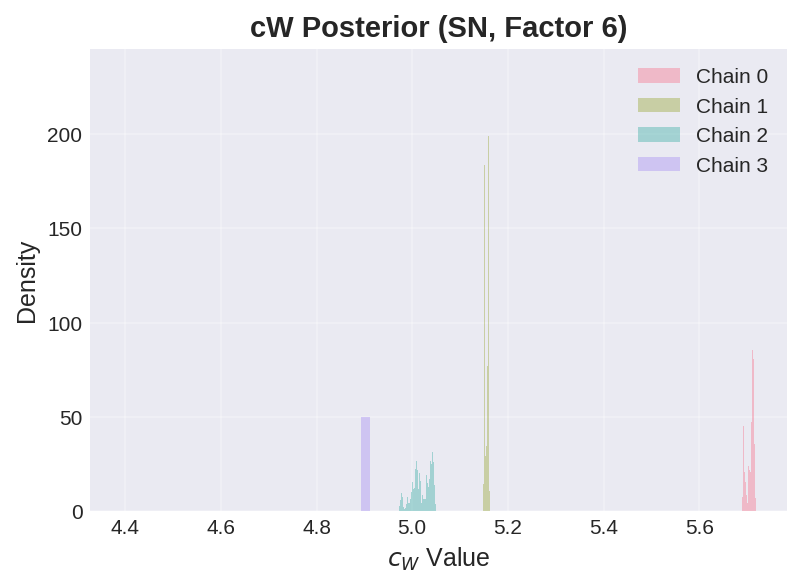 cW Posterior (SN, Factor 6)
Chain 0
Chain 1
Chain 2
Chain 3
Density
200
150
100
50
0
4.4 4.6 4.8 5.0 5.2 5.4 5.6
c_W Value